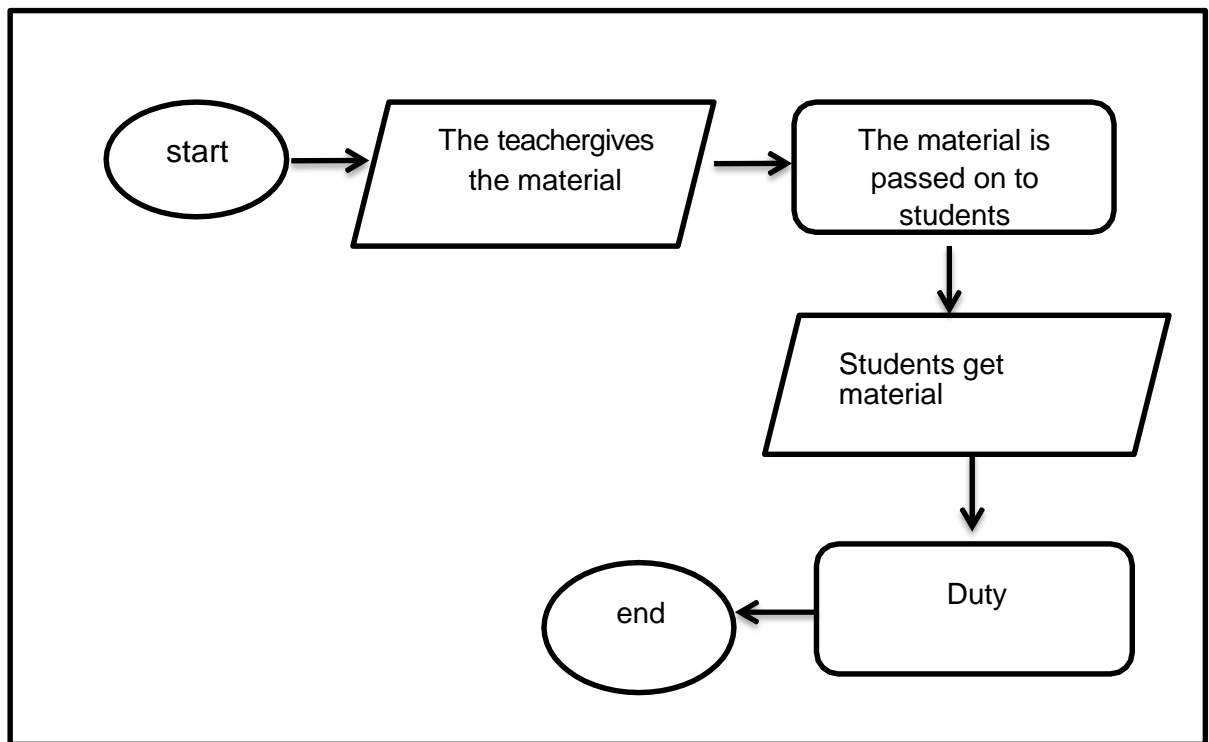 start
The teachergives
the material
The material is
passed on to
students
Students get
material
Duty
end